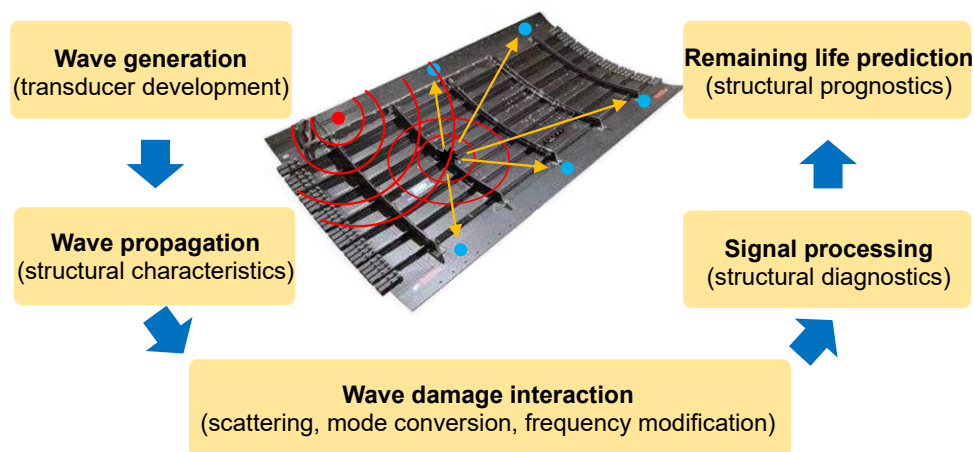 Wave generation
(transducer development)
Wave propagation
(structural characteristics)
Wave damage interaction
(scattering, mode conversion, frequency modification)
Signal processing
(structural diagnostics)
Remaining life prediction
(structural prognostics)